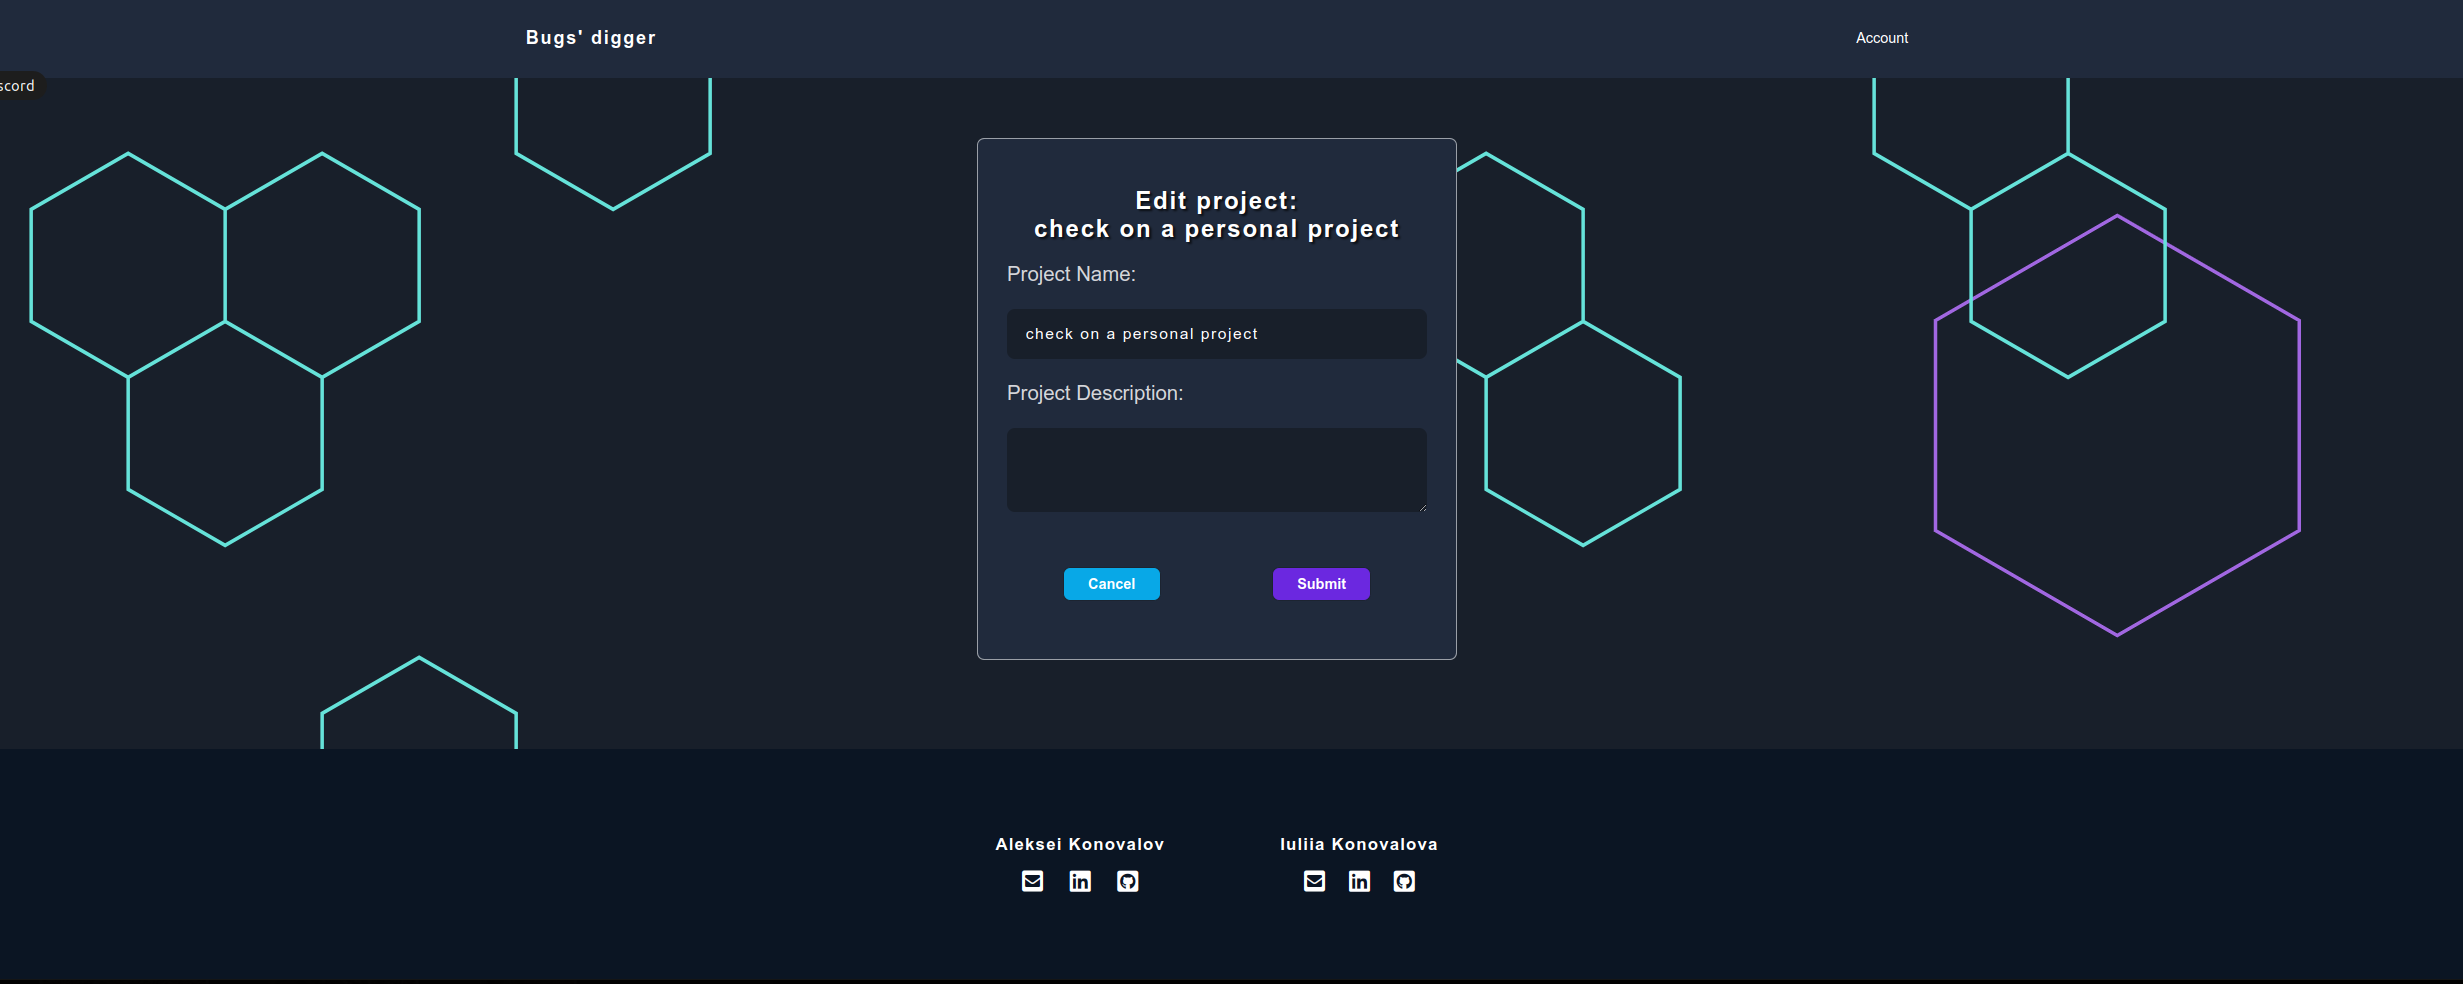 Bugs' digger
Account
scord
Edit project:
check on a personal project
Project Name:
check on a personal project
Project Description:
Cancel
Submit
Aleksei Konovalov
Iuliia Konovalova